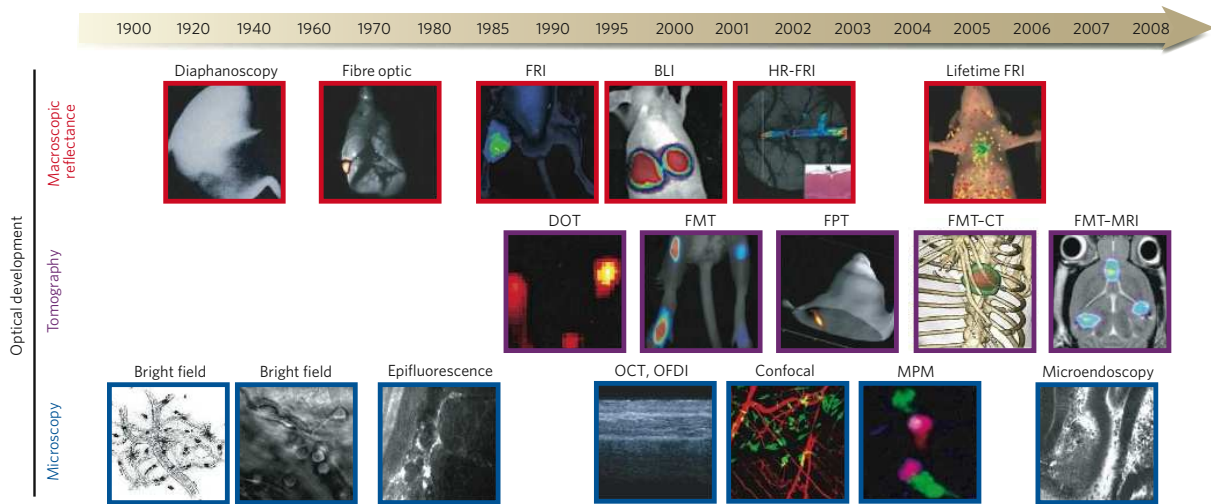 1900 1920 1940 1960 1970 1980 1985 1990 1995 2000 2001 2002 2003 2004 2005 2006 2007 2008
Diaphanoscopy Fibre optic FRI BLI HR-FRI Lifetime FRI
Macroscopic
reflectance
DOT FMT FPT FMT–CT FMT–MRI
Optical development
Tomography
Bright field Bright field Epifluorescence OCT, OFDI Confocal MPM Microendoscopy
Microscopy